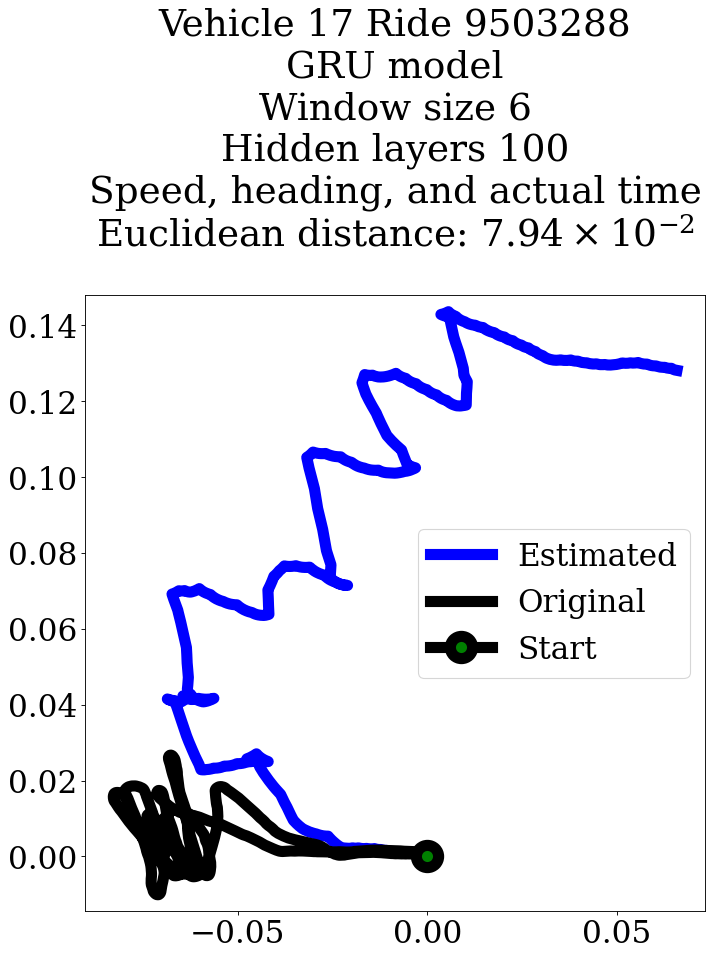 Vehicle 17 Ride 9503288
GRU model
Window size 6
Hidden layers 100
Speed, heading, and actual time
Euclidean distance: 7.94 × 10⁻²
0.14
0.12
0.10
0.08
0.06
0.04
0.02
0.00
Estimated
Original
Start
−0.05 0.00 0.05